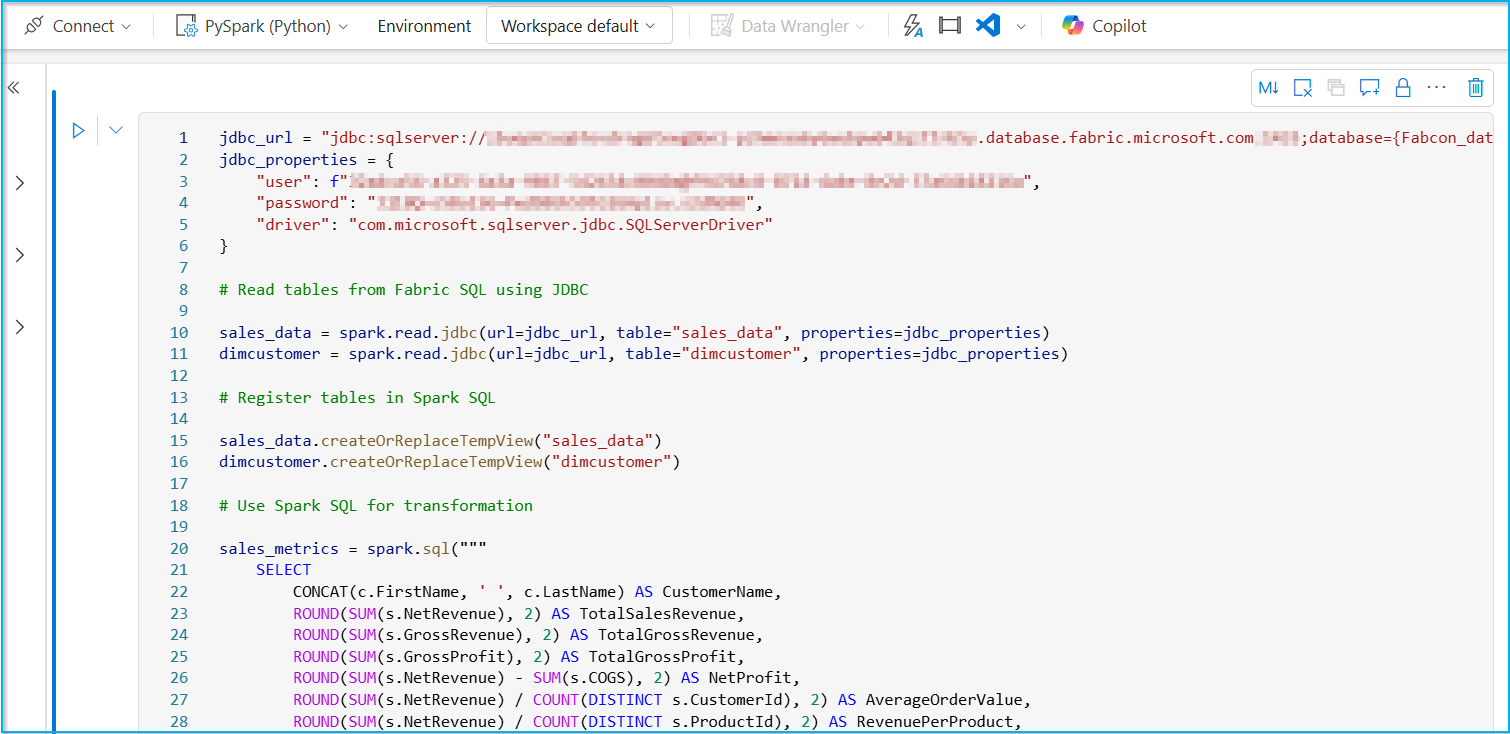 Connect PySpark (Python) Environment Workspace default Data Wrangler Copilot
M↓
1 jdbc_url = "jdbc:sqlserver:// .database.fabric.microsoft.com ;database={Fabcon_dat
2 jdbc_properties = {
3 "user": f" ",
4 "password": " ",
5 "driver": "com.microsoft.sqlserver.jdbc.SQLServerDriver"
6 }
7
8 # Read tables from Fabric SQL using JDBC
9
10 sales_data = spark.read.jdbc(url=jdbc_url, table="sales_data", properties=jdbc_properties)
11 dimcustomer = spark.read.jdbc(url=jdbc_url, table="dimcustomer", properties=jdbc_properties)
12
13 # Register tables in Spark SQL
14
15 sales_data.createOrReplaceTempView("sales_data")
16 dimcustomer.createOrReplaceTempView("dimcustomer")
17
18 # Use Spark SQL for transformation
19
20 sales_metrics = spark.sql("""
21 SELECT
22 CONCAT(c.FirstName, ' ', c.LastName) AS CustomerName,
23 ROUND(SUM(s.NetRevenue), 2) AS TotalSalesRevenue,
24 ROUND(SUM(s.GrossRevenue), 2) AS TotalGrossRevenue,
25 ROUND(SUM(s.GrossProfit), 2) AS TotalGrossProfit,
26 ROUND(SUM(s.NetRevenue) - SUM(s.COGS), 2) AS NetProfit,
27 ROUND(SUM(s.NetRevenue) / COUNT(DISTINCT s.CustomerId), 2) AS AverageOrderValue,
28 ROUND(SUM(s.NetRevenue) / COUNT(DISTINCT s.ProductId), 2) AS RevenuePerProduct,